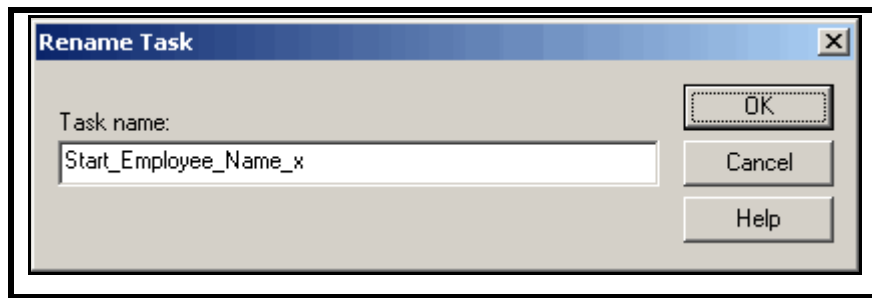 Rename Task
Task name:
Start_Employee_Name_x
OK
Cancel
Help